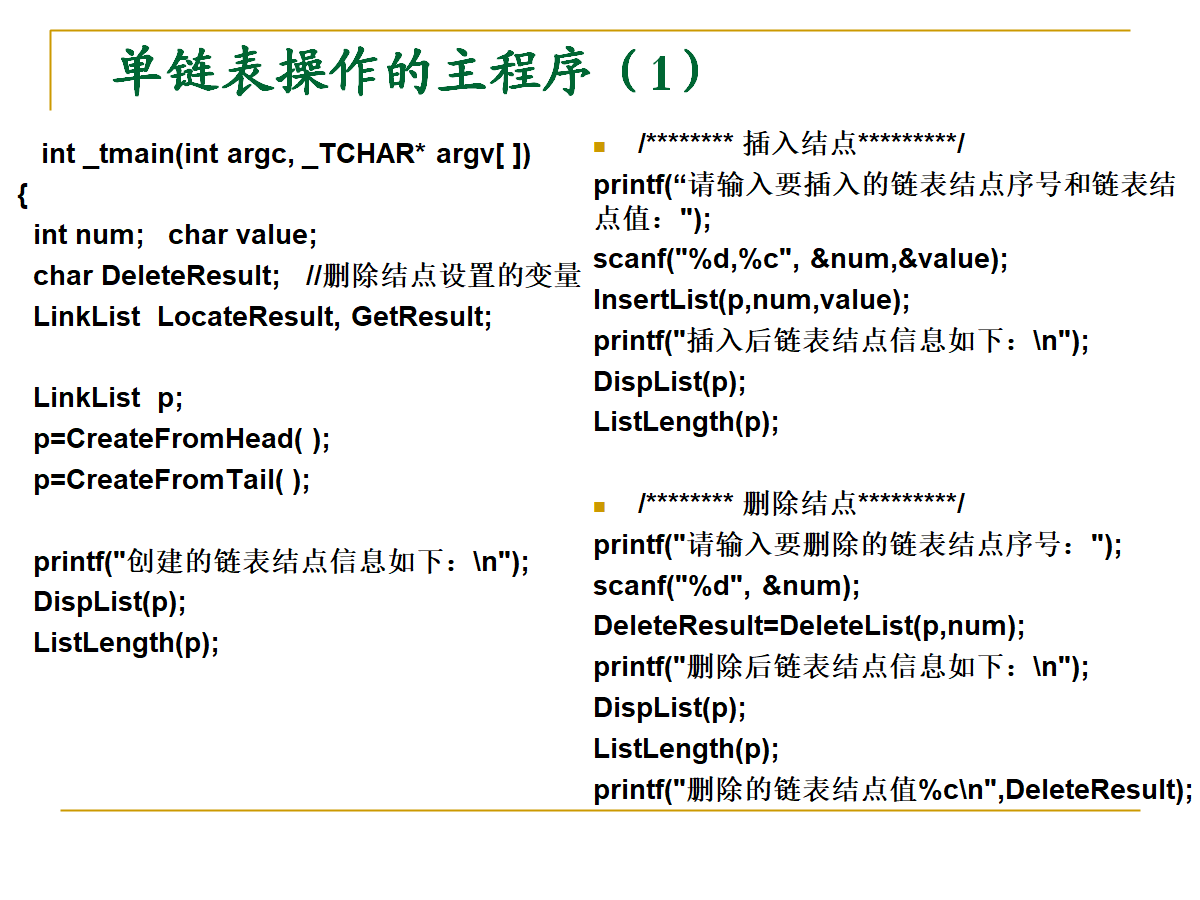 单链表操作的主程序（1）
int _tmain(int argc, _TCHAR* argv[ ])
{
int num;   char value;
char DeleteResult;   //删除结点设置的变量
LinkList  LocateResult, GetResult;
LinkList  p;
p=CreateFromHead( );
p=CreateFromTail( );
printf("创建的链表结点信息如下：\n");
DispList(p);
ListLength(p);
/******** 插入结点*********/
printf(“请输入要插入的链表结点序号和链表结
点值：");
scanf("%d,%c", &num,&value);
InsertList(p,num,value);
printf("插入后链表结点信息如下：\n");
DispList(p);
ListLength(p);
/******** 删除结点*********/
printf("请输入要删除的链表结点序号：");
scanf("%d", &num);
DeleteResult=DeleteList(p,num);
printf("删除后链表结点信息如下：\n");
DispList(p);
ListLength(p);
printf("删除的链表结点值%c\n",DeleteResult);